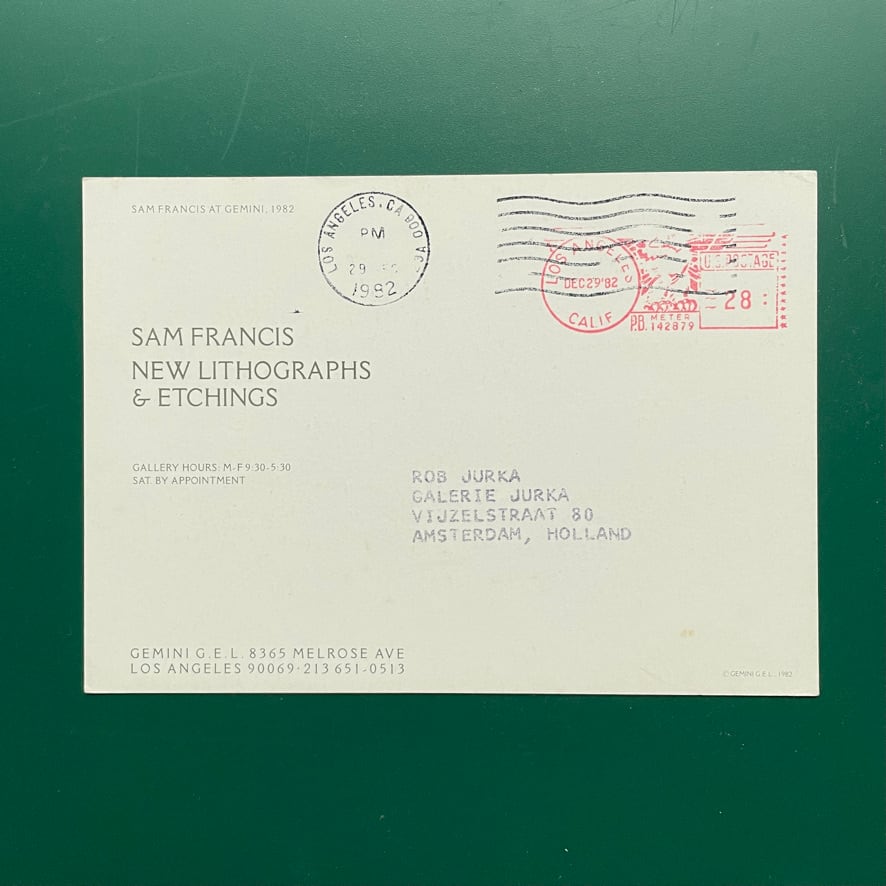 SAM FRANCIS AT GEMINI, 1982
LOS ANGELES, CA 900
PM
29
1982
LOS ANGELES
DEC 29 '82
CALIF
P.B. METER
142879
U.S. POSTAGE
28
SAM FRANCIS
NEW LITHOGRAPHS
& ETCHINGS
GALLERY HOURS: M-F 9:30-5:30
SAT. BY APPOINTMENT
ROB JURKA
GALERIE JURKA
VIJZELSTRAAT 80
AMSTERDAM, HOLLAND
GEMINI G.E.L. 8365 MELROSE AVE
LOS ANGELES 90069·213 651-0513
© GEMINI G.E.L., 1982